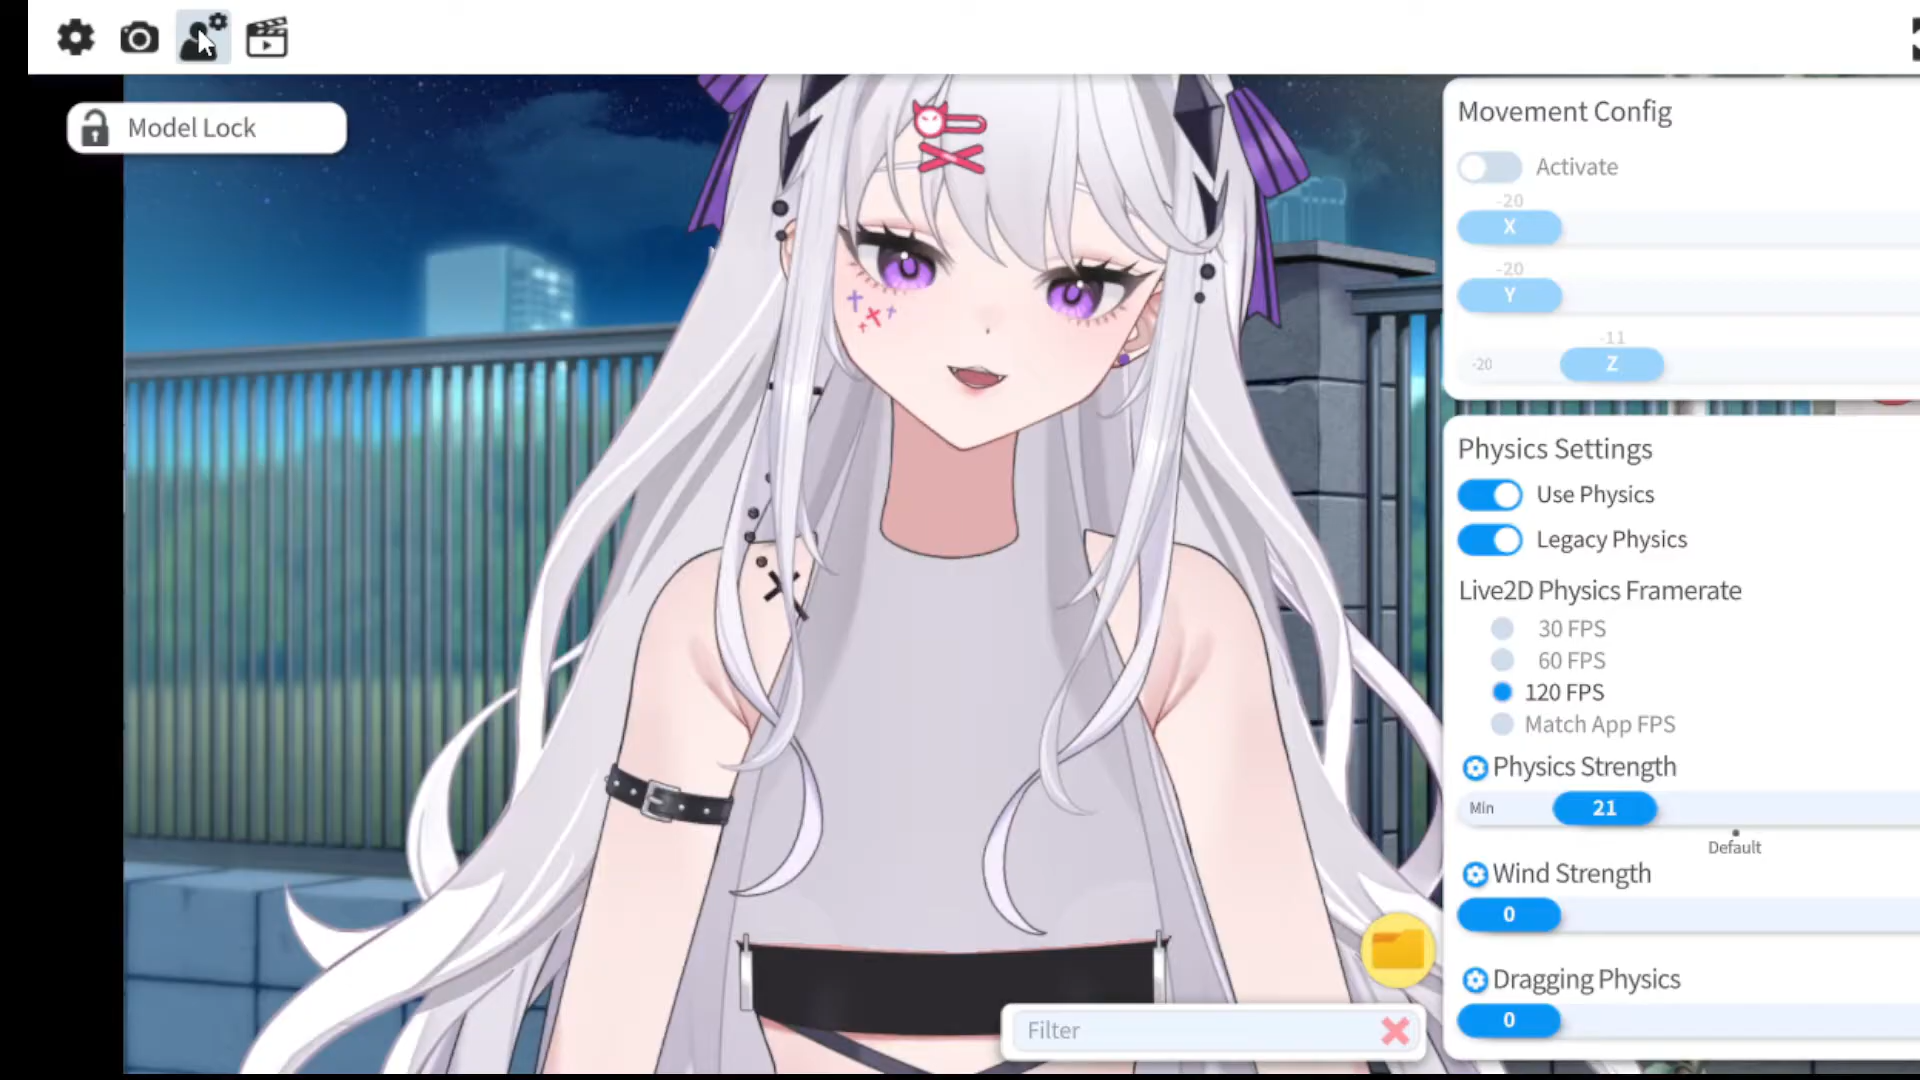 Model Lock
Movement Config
Activate
-20
X
-20
Y
-11
-20
Z
Physics Settings
Use Physics
Legacy Physics
Live2D Physics Framerate
30 FPS
60 FPS
120 FPS
Match App FPS
Physics Strength
Min
21
Default
Wind Strength
0
Dragging Physics
0
Filter